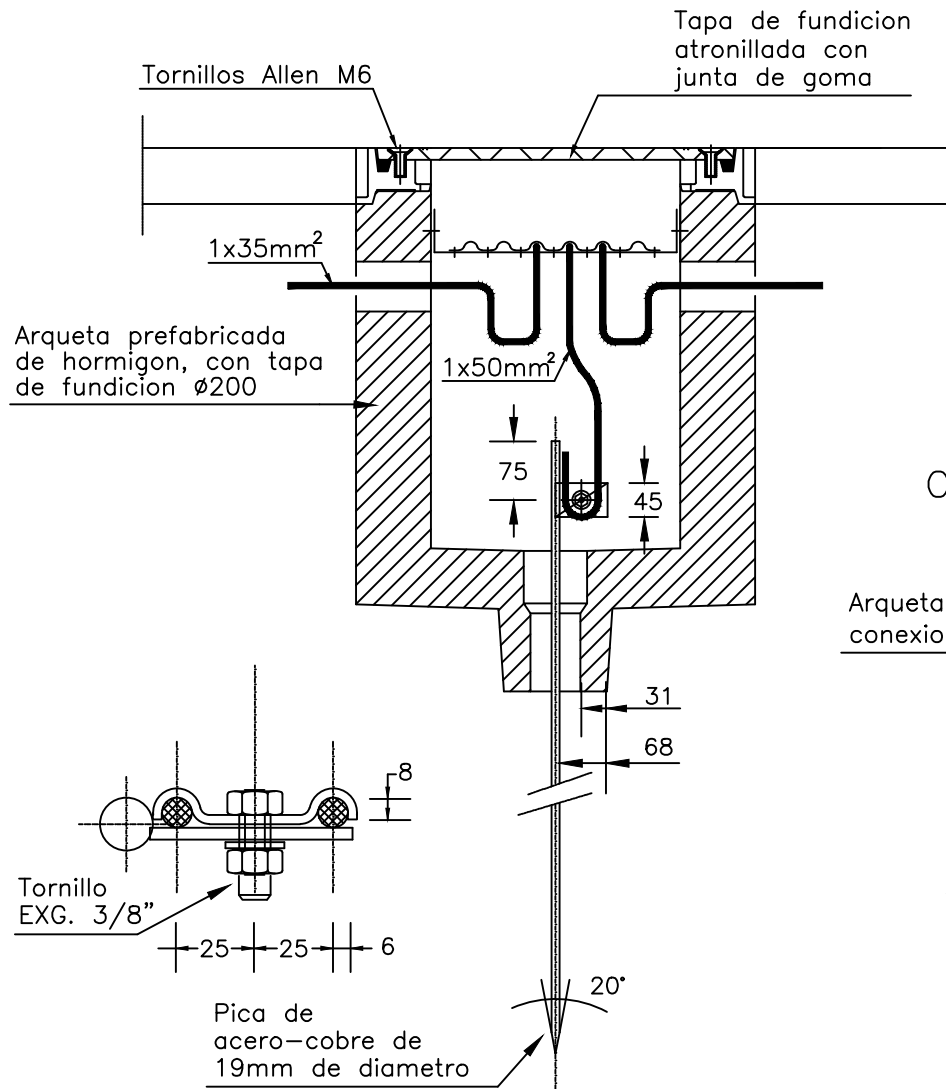 Tapa de fundicion
atronillada con
junta de goma
Tornillos Allen M6
1x35mm²
Arqueta prefabricada
de hormigon, con tapa
de fundicion ø200
1x50mm²
75
45
Arqueta
conexio
31
68
8
Tornillo
EXG. 3/8”
25
25
6
20°
Pica de
acero-cobre de
19mm de diametro